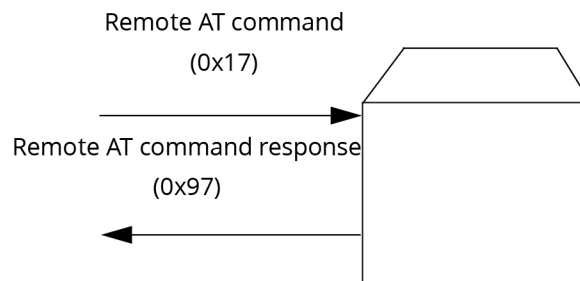 Remote AT command
(0x17)
Remote AT command response
(0x97)